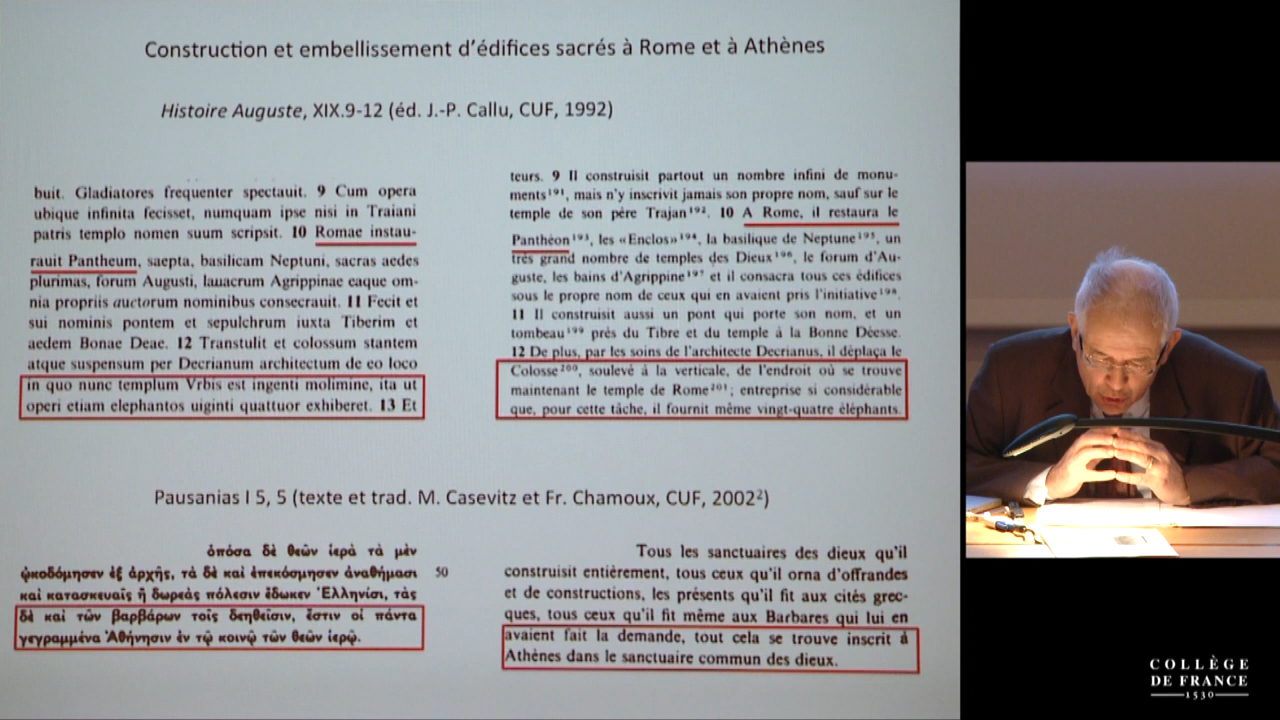 Construction et embellissement d'édifices sacrés à Rome et à Athènes
Histoire Auguste, XIX.9-12 (éd. J.-P. Callu, CUF, 1992)
buit. Gladiatores frequenter spectauit. 9 Cum opera
ubique infinita fecisset, numquam ipse nisi in Traiani
patris templo nomen suum scripsit. 10 Romae instau-
rauit Pantheum, saepta, basilicam Neptuni, sacras aedes
plurimas, forum Augusti, lauacrum Agrippinae eaque om-
nia propriis auctorum nominibus consecrauit. 11 Fecit et
sui nominis pontem et sepulchrum iuxta Tiberim et
aedem Bonae Deae. 12 Transtulit et colossum stantem
atque suspensum per Decrianum architectum de eo loco
in quo nunc templum Vrbis est ingenti molimine, ita ut
operi etiam elephantos uiginti quattuor exhiberet. 13 Et
teurs. 9 Il construisit partout un nombre infini de monu-
ments¹⁹¹, mais n'y inscrivit jamais son propre nom, sauf sur le
temple de son père Trajan¹⁹². 10 A Rome, il restaura le
Panthéon¹⁹³, les «Enclos»¹⁹⁴, la basilique de Neptune¹⁹⁵, un
très grand nombre de temples des Dieux¹⁹⁶, le forum d'Au-
guste, les bains d'Agrippine¹⁹⁷ et il consacra tous ces édifices
sous le propre nom de ceux qui en avaient pris l'initiative¹⁹⁸.
11 Il construisit aussi un pont qui porte son nom, et un
tombeau¹⁹⁹ près du Tibre et du temple à la Bonne Déesse.
12 De plus, par les soins de l'architecte Decrianus, il déplaça le
Colosse²⁰⁰, soulevé à la verticale, de l'endroit où se trouve
maintenant le temple de Rome²⁰¹; entreprise si considérable
que, pour cette tâche, il fournit même vingt-quatre éléphants.
Pausanias I 5, 5 (texte et trad. M. Casevitz et Fr. Chamoux, CUF, 2002²)
ὁπόσα δὲ θεῶν ἱερὰ τὰ μὲν
ᾠκοδόμησεν ἐξ ἀρχῆς, τὰ δὲ καὶ ἐπεκόσμησεν ἀναθήμασι 50
καὶ κατασκευαῖς ἢ δωρεὰς πόλεσιν ἔδωκεν Ἑλληνίσι, τὰς
δὲ καὶ τῶν βαρβάρων τοῖς δεηθεῖσιν, ἔστιν οἱ πάντα
γεγραμμένα Ἀθήνησιν ἐν τῷ κοινῷ τῶν θεῶν ἱερῷ.
Tous les sanctuaires des dieux qu'il
construisit entièrement, tous ceux qu'il orna d'offrandes
et de constructions, les présents qu'il fit aux cités grec-
ques, tous ceux qu'il fit même aux Barbares qui lui en
avaient fait la demande, tout cela se trouve inscrit à
Athènes dans le sanctuaire commun des dieux.
COLLÈGE
DE FRANCE
1530